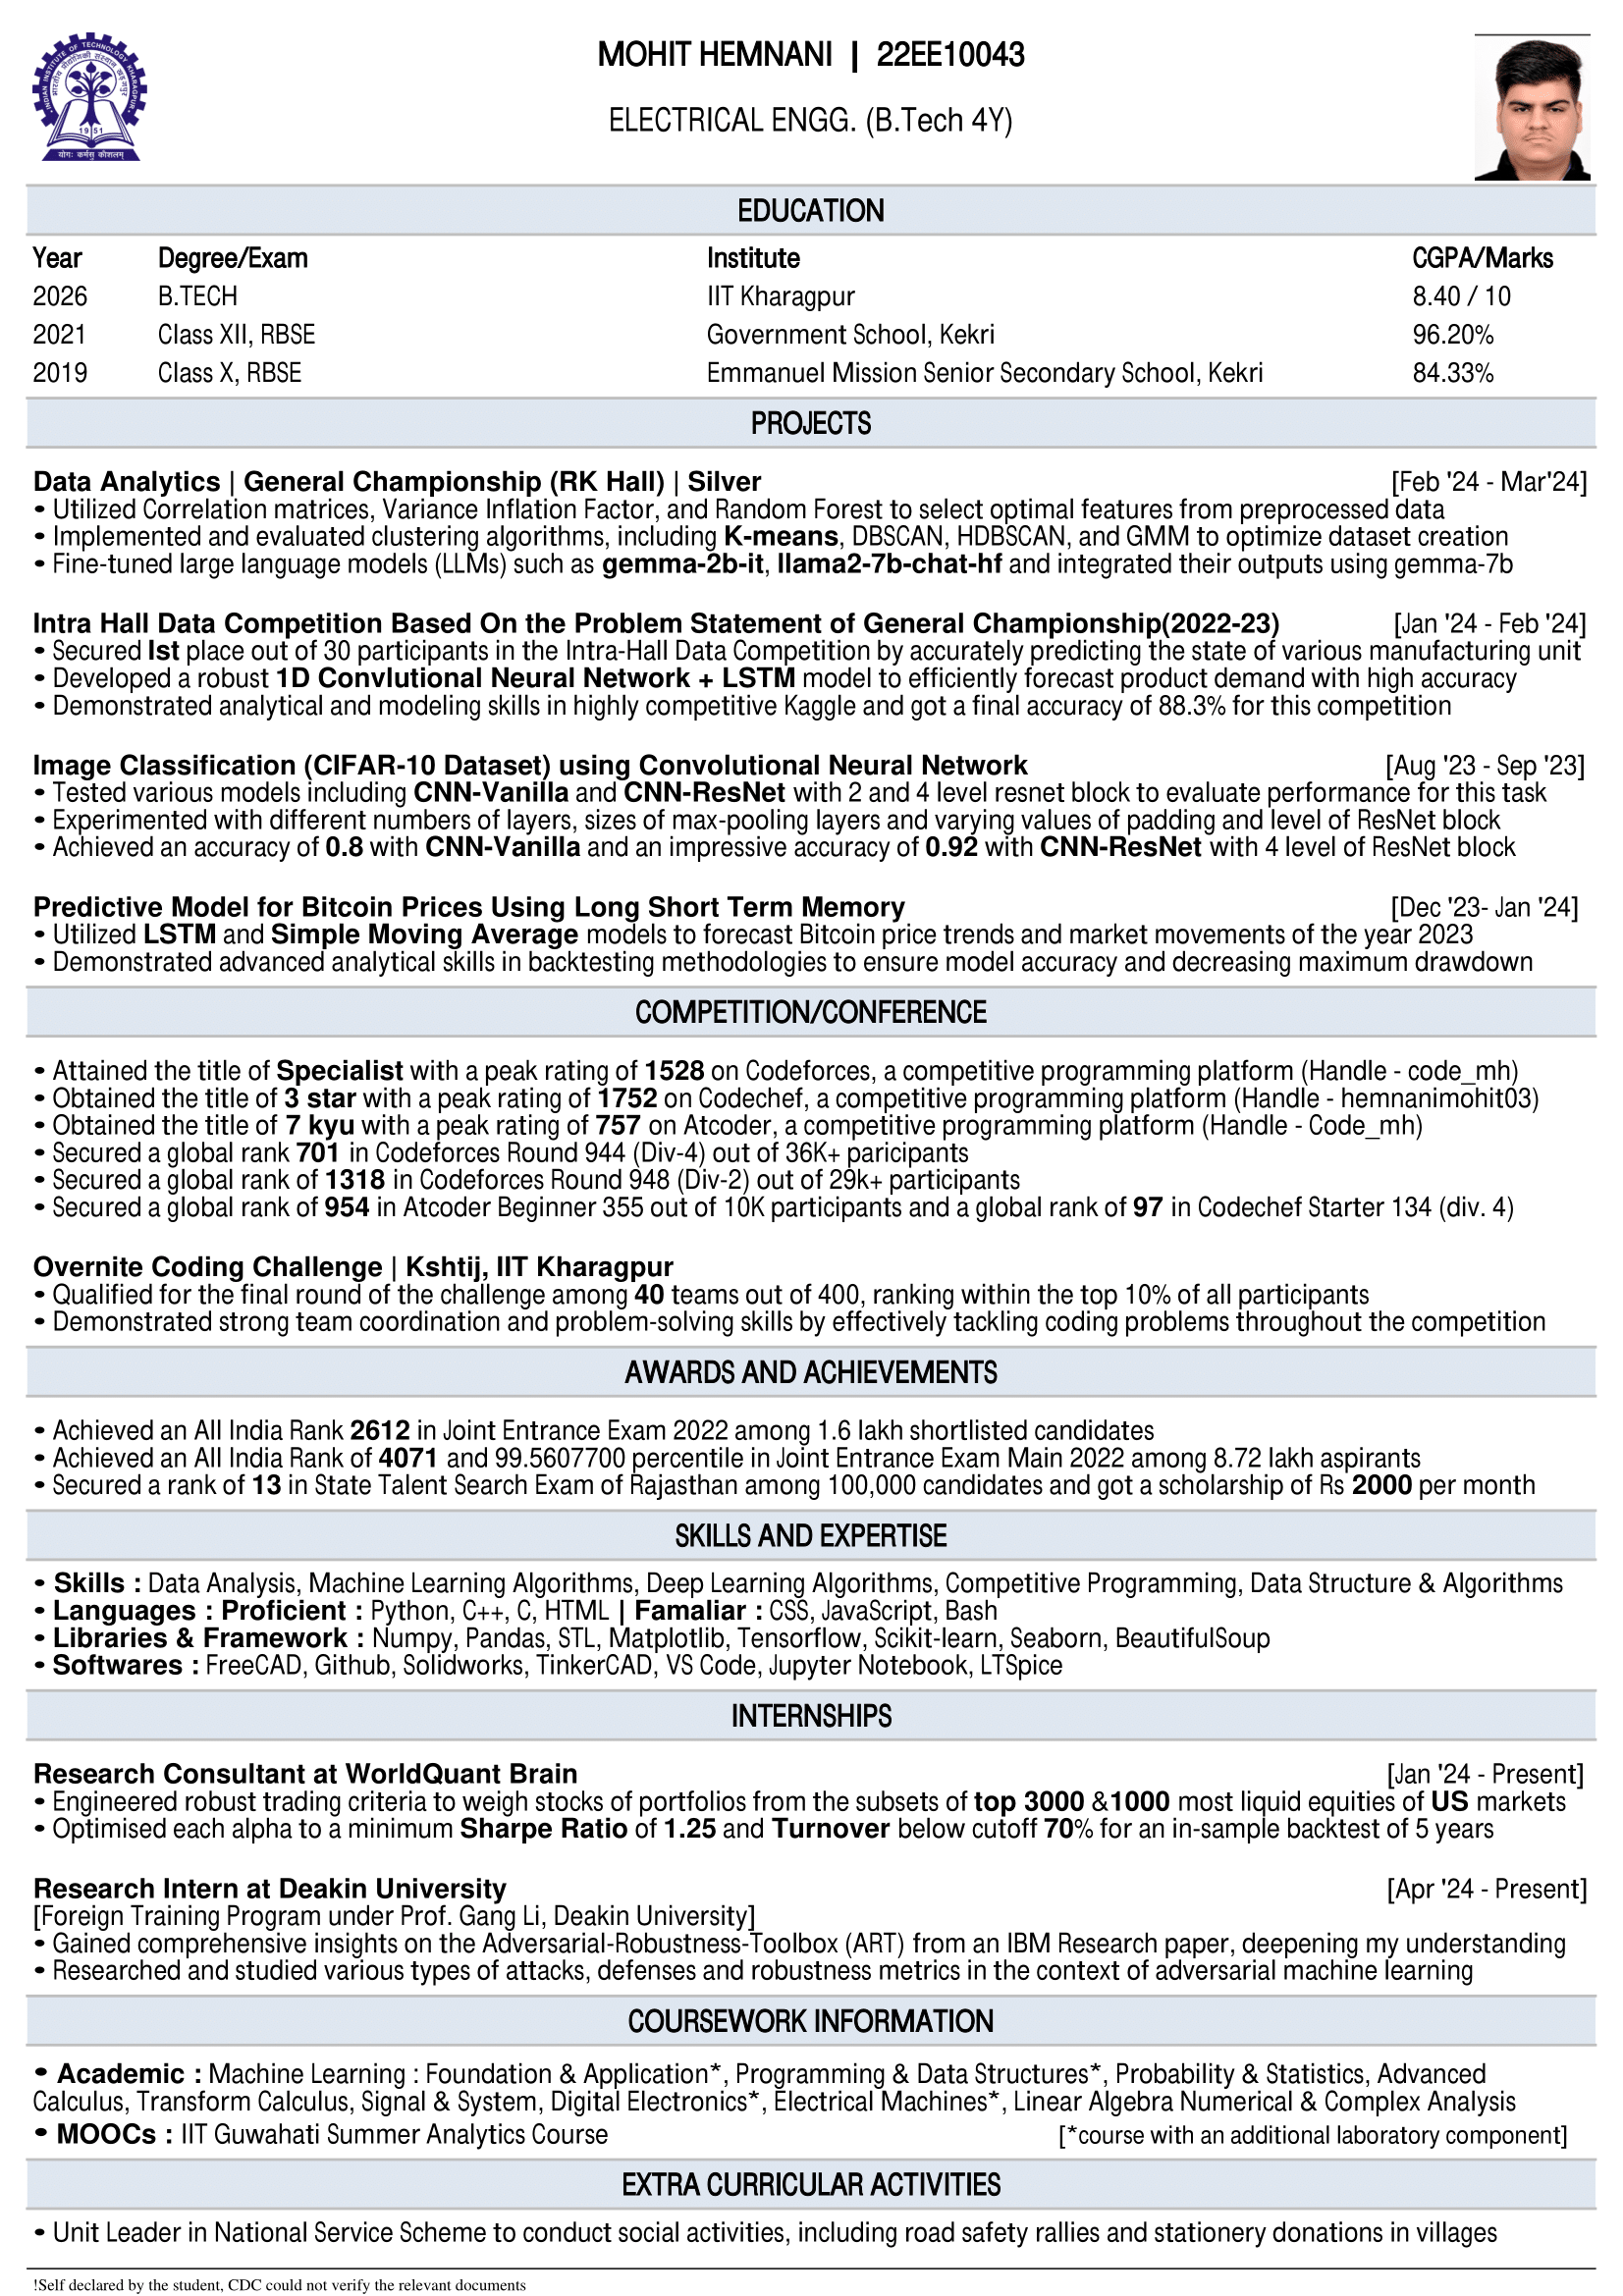 MOHIT HEMNANI | 22EE10043
ELECTRICAL ENGG. (B.Tech 4Y)
INDIAN INSTITUTE OF TECHNOLOGY KHARAGPUR
भारतीय प्रौद्योगिकी संस्थान खड़गपुर
1951
योगः कर्मसु कौशलम्
EDUCATION
Year Degree/Exam Institute CGPA/Marks
2026 B.TECH IIT Kharagpur 8.40 / 10
2021 Class XII, RBSE Government School, Kekri 96.20%
2019 Class X, RBSE Emmanuel Mission Senior Secondary School, Kekri 84.33%
PROJECTS
Data Analytics | General Championship (RK Hall) | Silver [Feb '24 - Mar'24]
• Utilized Correlation matrices, Variance Inflation Factor, and Random Forest to select optimal features from preprocessed data
• Implemented and evaluated clustering algorithms, including K-means, DBSCAN, HDBSCAN, and GMM to optimize dataset creation
• Fine-tuned large language models (LLMs) such as gemma-2b-it, llama2-7b-chat-hf and integrated their outputs using gemma-7b
Intra Hall Data Competition Based On the Problem Statement of General Championship(2022-23) [Jan '24 - Feb '24]
• Secured Ist place out of 30 participants in the Intra-Hall Data Competition by accurately predicting the state of various manufacturing unit
• Developed a robust 1D Convlutional Neural Network + LSTM model to efficiently forecast product demand with high accuracy
• Demonstrated analytical and modeling skills in highly competitive Kaggle and got a final accuracy of 88.3% for this competition
Image Classification (CIFAR-10 Dataset) using Convolutional Neural Network [Aug '23 - Sep '23]
• Tested various models including CNN-Vanilla and CNN-ResNet with 2 and 4 level resnet block to evaluate performance for this task
• Experimented with different numbers of layers, sizes of max-pooling layers and varying values of padding and level of ResNet block
• Achieved an accuracy of 0.8 with CNN-Vanilla and an impressive accuracy of 0.92 with CNN-ResNet with 4 level of ResNet block
Predictive Model for Bitcoin Prices Using Long Short Term Memory [Dec '23- Jan '24]
• Utilized LSTM and Simple Moving Average models to forecast Bitcoin price trends and market movements of the year 2023
• Demonstrated advanced analytical skills in backtesting methodologies to ensure model accuracy and decreasing maximum drawdown
COMPETITION/CONFERENCE
• Attained the title of Specialist with a peak rating of 1528 on Codeforces, a competitive programming platform (Handle - code_mh)
• Obtained the title of 3 star with a peak rating of 1752 on Codechef, a competitive programming platform (Handle - hemnanimohit03)
• Obtained the title of 7 kyu with a peak rating of 757 on Atcoder, a competitive programming platform (Handle - Code_mh)
• Secured a global rank 701 in Codeforces Round 944 (Div-4) out of 36K+ paricipants
• Secured a global rank of 1318 in Codeforces Round 948 (Div-2) out of 29k+ participants
• Secured a global rank of 954 in Atcoder Beginner 355 out of 10K participants and a global rank of 97 in Codechef Starter 134 (div. 4)
Overnite Coding Challenge | Kshtij, IIT Kharagpur
• Qualified for the final round of the challenge among 40 teams out of 400, ranking within the top 10% of all participants
• Demonstrated strong team coordination and problem-solving skills by effectively tackling coding problems throughout the competition
AWARDS AND ACHIEVEMENTS
• Achieved an All India Rank 2612 in Joint Entrance Exam 2022 among 1.6 lakh shortlisted candidates
• Achieved an All India Rank of 4071 and 99.5607700 percentile in Joint Entrance Exam Main 2022 among 8.72 lakh aspirants
• Secured a rank of 13 in State Talent Search Exam of Rajasthan among 100,000 candidates and got a scholarship of Rs 2000 per month
SKILLS AND EXPERTISE
• Skills : Data Analysis, Machine Learning Algorithms, Deep Learning Algorithms, Competitive Programming, Data Structure & Algorithms
• Languages : Proficient : Python, C++, C, HTML | Famaliar : CSS, JavaScript, Bash
• Libraries & Framework : Numpy, Pandas, STL, Matplotlib, Tensorflow, Scikit-learn, Seaborn, BeautifulSoup
• Softwares : FreeCAD, Github, Solidworks, TinkerCAD, VS Code, Jupyter Notebook, LTSpice
INTERNSHIPS
Research Consultant at WorldQuant Brain [Jan '24 - Present]
• Engineered robust trading criteria to weigh stocks of portfolios from the subsets of top 3000 &1000 most liquid equities of US markets
• Optimised each alpha to a minimum Sharpe Ratio of 1.25 and Turnover below cutoff 70% for an in-sample backtest of 5 years
Research Intern at Deakin University [Apr '24 - Present]
[Foreign Training Program under Prof. Gang Li, Deakin University]
• Gained comprehensive insights on the Adversarial-Robustness-Toolbox (ART) from an IBM Research paper, deepening my understanding
• Researched and studied various types of attacks, defenses and robustness metrics in the context of adversarial machine learning
COURSEWORK INFORMATION
• Academic : Machine Learning : Foundation & Application*, Programming & Data Structures*, Probability & Statistics, Advanced
Calculus, Transform Calculus, Signal & System, Digital Electronics*, Electrical Machines*, Linear Algebra Numerical & Complex Analysis
• MOOCs : IIT Guwahati Summer Analytics Course [*course with an additional laboratory component]
EXTRA CURRICULAR ACTIVITIES
• Unit Leader in National Service Scheme to conduct social activities, including road safety rallies and stationery donations in villages
!Self declared by the student, CDC could not verify the relevant documents